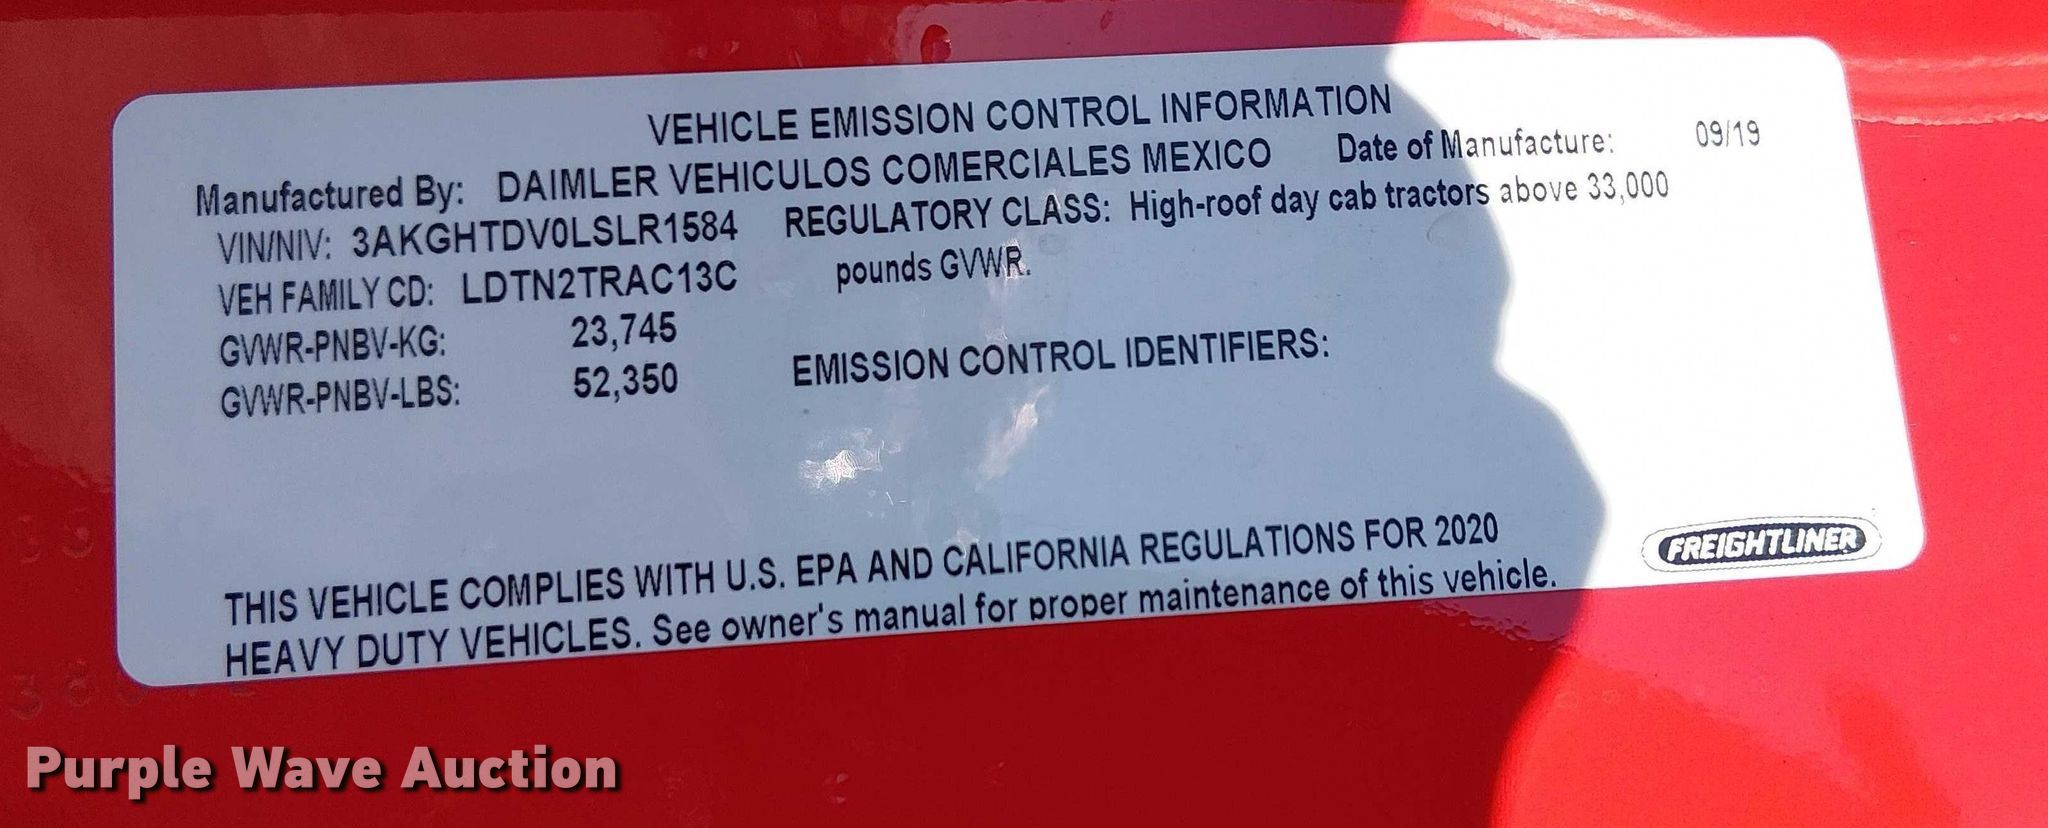 VEHICLE EMISSION CONTROL INFORMATION
Manufactured By: DAIMLER VEHICULOS COMERCIALES MEXICO Date of Manufacture: 09/19
VIN/NIV: 3AKGHTDV0LSLR1584 REGULATORY CLASS: High-roof day cab tractors above 33,000
VEH FAMILY CD: LDTN2TRAC13C pounds GVWR.
GVWR-PNBV-KG: 23,745
GVWR-PNBV-LBS: 52,350 EMISSION CONTROL IDENTIFIERS:
THIS VEHICLE COMPLIES WITH U.S. EPA AND CALIFORNIA REGULATIONS FOR 2020
HEAVY DUTY VEHICLES. See owner's manual for proper maintenance of this vehicle.
FREIGHTLINER
Purple Wave Auction